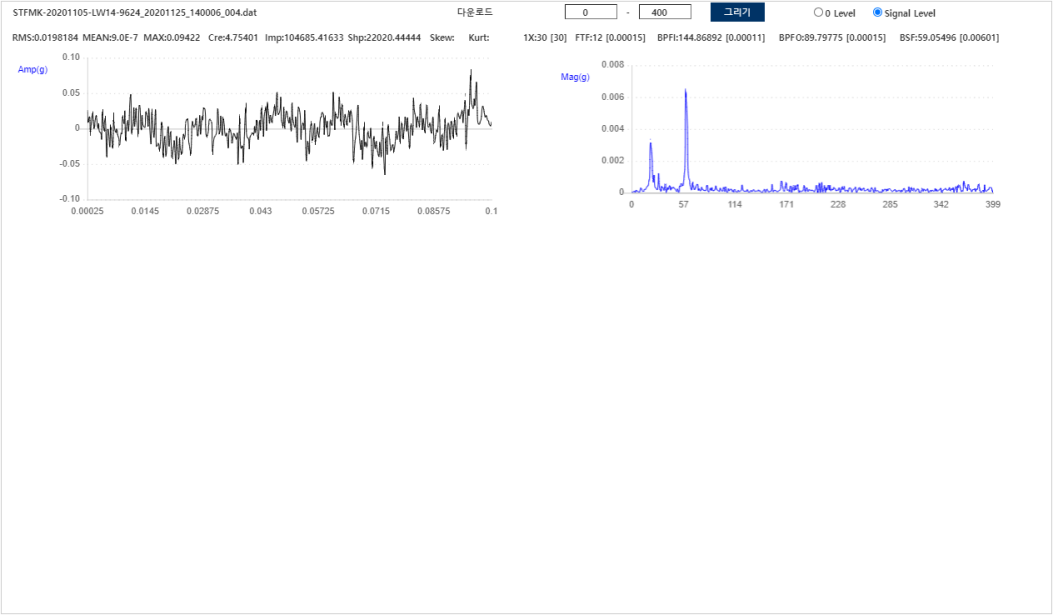 STFMK-20201105-LW14-9624_20201125_140006_004.dat 다운로드 0 - 400 그리기 0 Level Signal Level
RMS:0.0198184 MEAN:9.0E-7 MAX:0.09422 Cre:4.75401 Imp:104685.41633 Shp:22020.44444 Skew: Kurt: 1X:30 [30] FTF:12 [0.00015] BPFI:144.86892 [0.00011] BPFO:89.79775 [0.00015] BSF:59.05496 [0.00601]
Amp(g)
0.10
0.05
0
-0.05
-0.10
0.00025 0.0145 0.02875 0.043 0.05725 0.0715 0.08575 0.1
Mag(g)
0.008
0.006
0.004
0.002
0
0 57 114 171 228 285 342 399